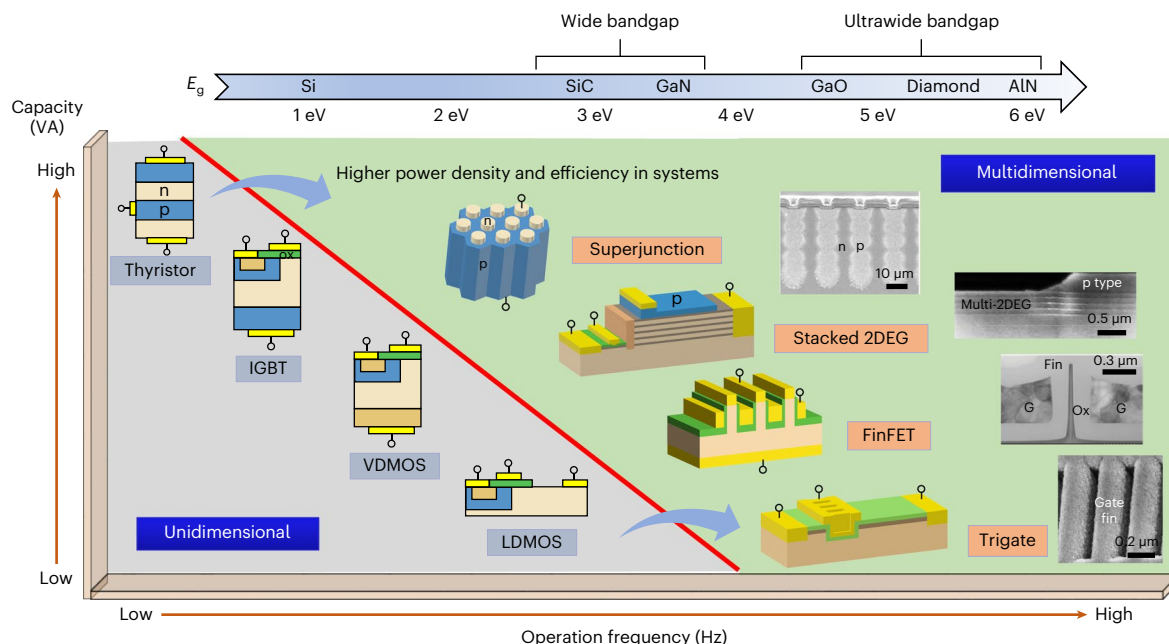 Wide bandgap
Ultrawide bandgap
Eg
Si
SiC
GaN
GaO
Diamond
AlN
1 eV
2 eV
3 eV
4 eV
5 eV
6 eV
Capacity
(VA)
High
Low
Higher power density and efficiency in systems
Multidimensional
n
p
Thyristor
ox
IGBT
VDMOS
LDMOS
Unidimensional
n
p
Superjunction
n p
10 µm
p
Stacked 2DEG
p type
Multi-2DEG
0.5 µm
FinFET
0.3 µm
Fin
G
Ox
G
Trigate
Gate
fin
0.2 µm
Low
High
Operation frequency (Hz)